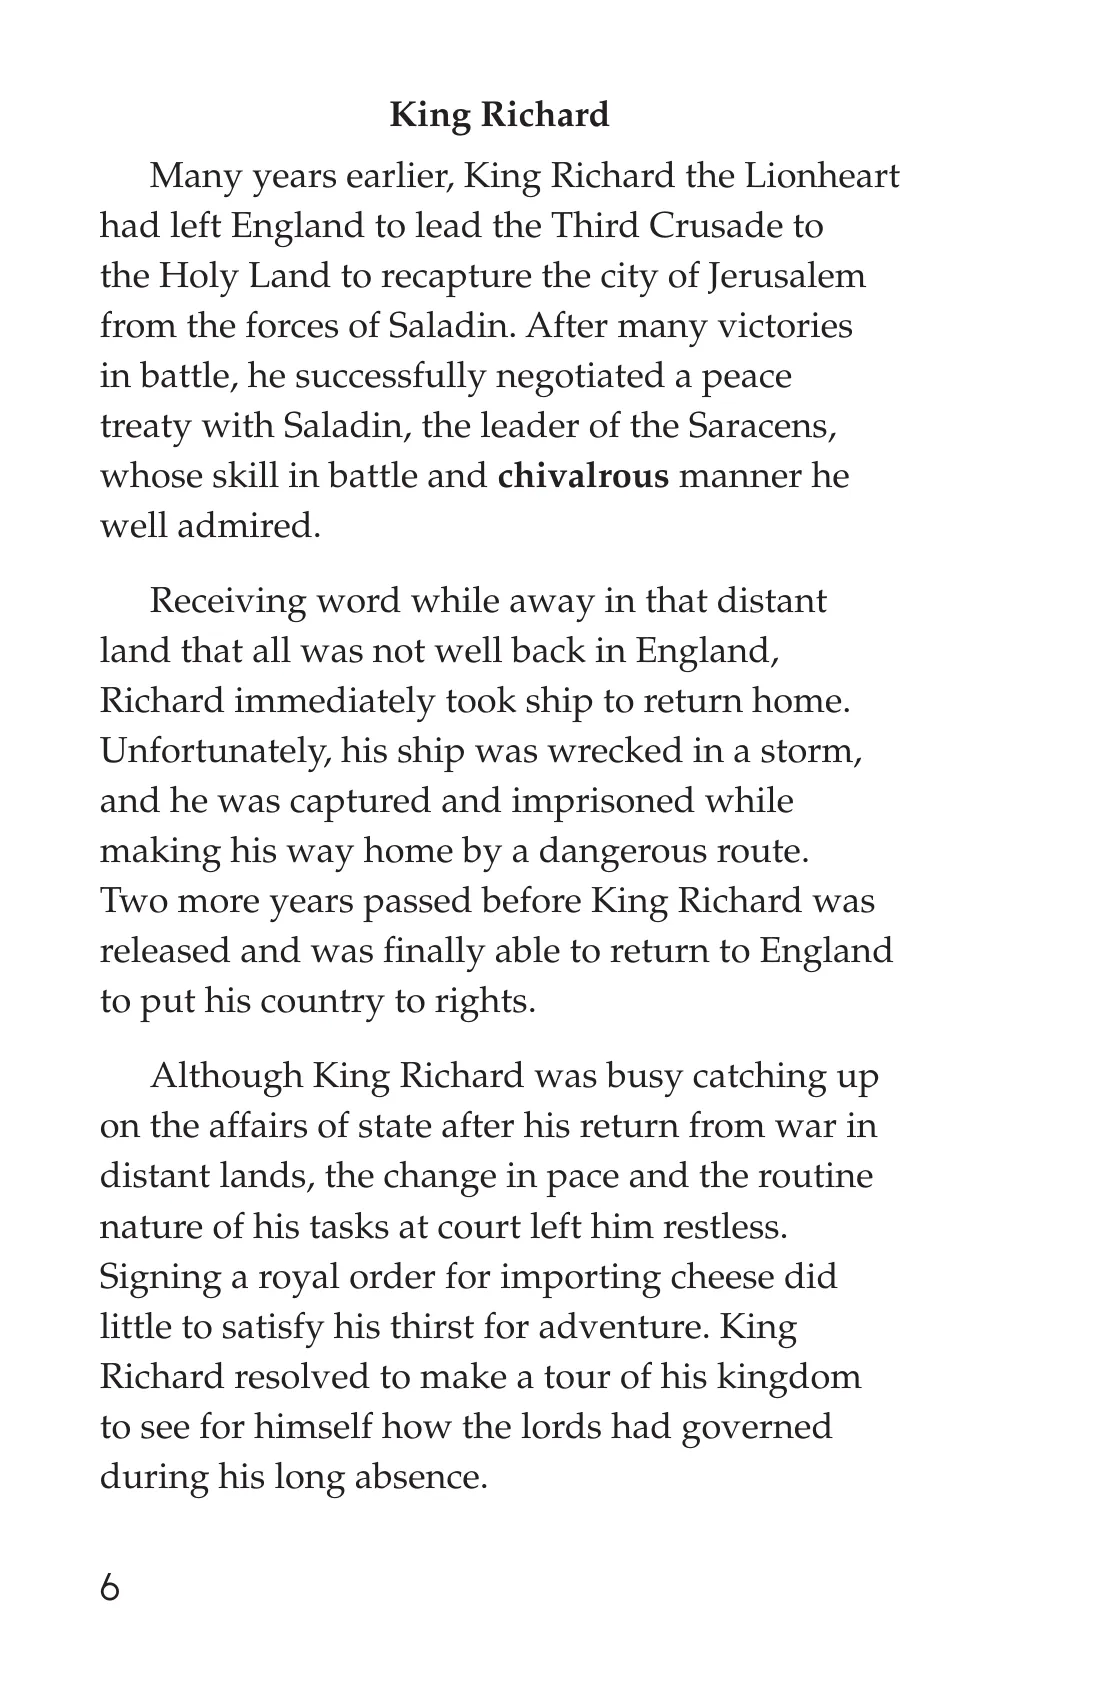 King Richard
Many years earlier, King Richard the Lionheart
had left England to lead the Third Crusade to
the Holy Land to recapture the city of Jerusalem
from the forces of Saladin. After many victories
in battle, he successfully negotiated a peace
treaty with Saladin, the leader of the Saracens,
whose skill in battle and chivalrous manner he
well admired.
Receiving word while away in that distant
land that all was not well back in England,
Richard immediately took ship to return home.
Unfortunately, his ship was wrecked in a storm,
and he was captured and imprisoned while
making his way home by a dangerous route.
Two more years passed before King Richard was
released and was finally able to return to England
to put his country to rights.
Although King Richard was busy catching up
on the affairs of state after his return from war in
distant lands, the change in pace and the routine
nature of his tasks at court left him restless.
Signing a royal order for importing cheese did
little to satisfy his thirst for adventure. King
Richard resolved to make a tour of his kingdom
to see for himself how the lords had governed
during his long absence.
6